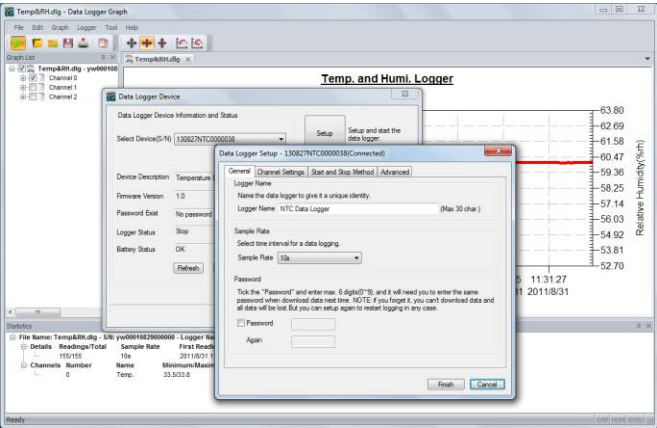 Temp&RH.dlg - Data Logger Graph
File Edit Graph Logger Tool Help
Graph List
Temp&RH.dlg
Temp&RH.dlg - yw000108
Channel 0
Channel 1
Channel 2
Temp. and Humi. Logger
63.80
62.69
61.58
60.47
59.36
58.25
57.14
56.03
54.92
53.81
52.70
Relative Humidity(%rh)
11:31:27
2011/8/31
Data Logger Device
Data Logger Device Information and Status
Select Device(S/N) 130827NTC0000038
Setup
Setup and start the
data logger.
Device Description Temperature
Firmware Version 1.0
Password Exist No password
Logger Status Stop
Battery Status OK
Refresh
Data Logger Setup - 130827NTC0000038(Connected)
General Channel Settings Start and Stop Method Advanced
Logger Name
Name the data logger to give it a unique identity.
Logger Name : NTC Data Logger (Max 30 char.)
Sample Rate
Select time interval for a data logging.
Sample Rate 10s
Password
Tick the "Password" and enter max. 6 digits(0~9), and it will need you to enter the same
password when download data next time. NOTE: if you forget it, you can't download data and
all data will be lost.But you can setup again to restart logging in any case.
Password
Again
Finish Cancel
Statistics
File Name: Temp&RH.dlg - S/N: yw00010829000000 - Logger Na
Details Readings/Total Sample Rate First Readi
155/155 10s 2011/8/31 1
Channels Number Name Minimum/Maxim
0 Temp. 33.5/33.8
Ready
CAP NUM SCRL